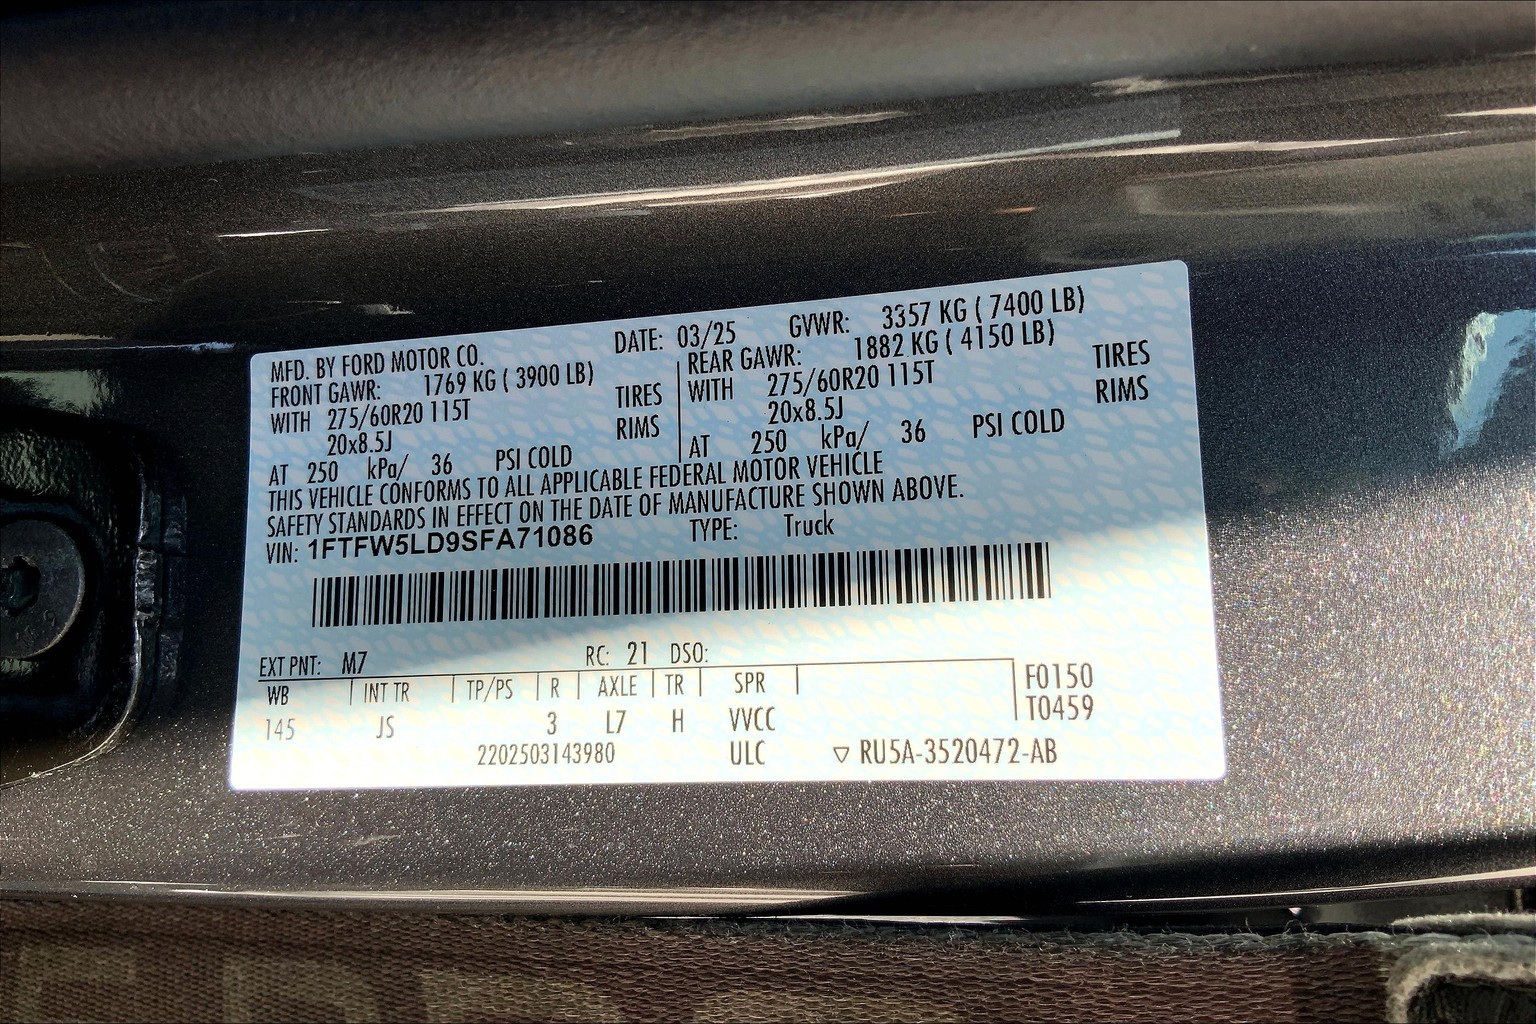 MFD. BY FORD MOTOR CO. DATE: 03/25 GVWR: 3357 KG ( 7400 LB)
FRONT GAWR: 1769 KG ( 3900 LB) REAR GAWR: 1882 KG ( 4150 LB)
WITH 275/60R20 115T TIRES WITH 275/60R20 115T TIRES
20x8.5J RIMS 20x8.5J RIMS
AT 250 kPa/ 36 PSI COLD AT 250 kPa/ 36 PSI COLD
THIS VEHICLE CONFORMS TO ALL APPLICABLE FEDERAL MOTOR VEHICLE
SAFETY STANDARDS IN EFFECT ON THE DATE OF MANUFACTURE SHOWN ABOVE.
VIN: 1FTFW5LD9SFA71086 TYPE: Truck
EXT PNT: M7 RC: 21 DSO:
WB INT TR TP/PS R AXLE TR SPR F0150
145 JS 3 L7 H VVCC T0459
2202503143980 ULC ▽ RU5A-3520472-AB